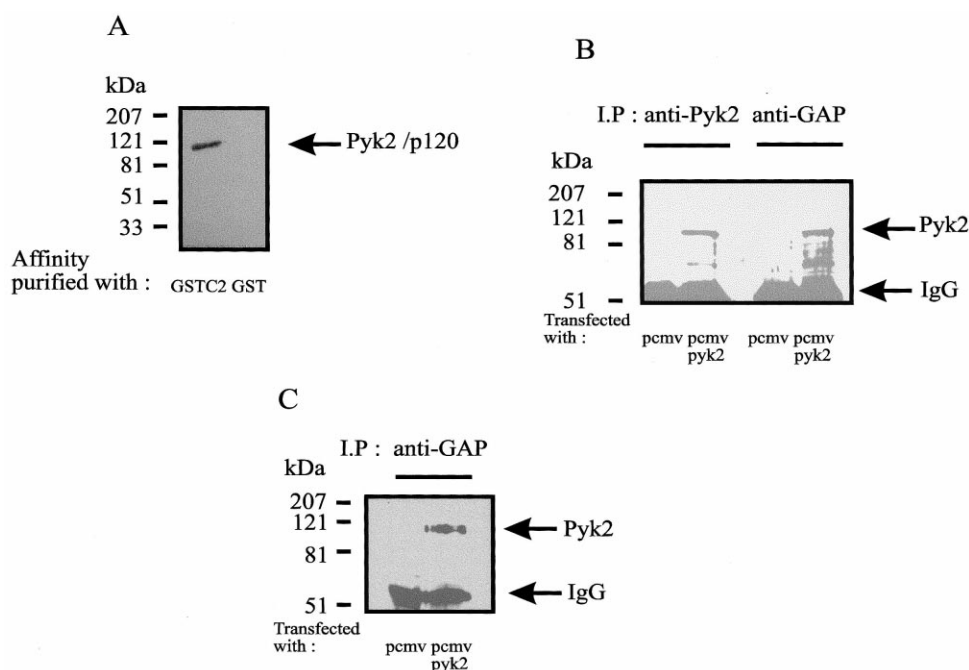 A
kDa
207
121
81
51
33
Pyk2 /p120
Affinity
purified with :
GSTC2 GST
B
I.P : anti-Pyk2 anti-GAP
kDa
207
121
81
51
Pyk2
IgG
Transfected
with :
pcmv pcmv pcmv pcmv
pyk2 pyk2
C
I.P : anti-GAP
kDa
207
121
81
51
Pyk2
IgG
Transfected
with :
pcmv pcmv
pyk2